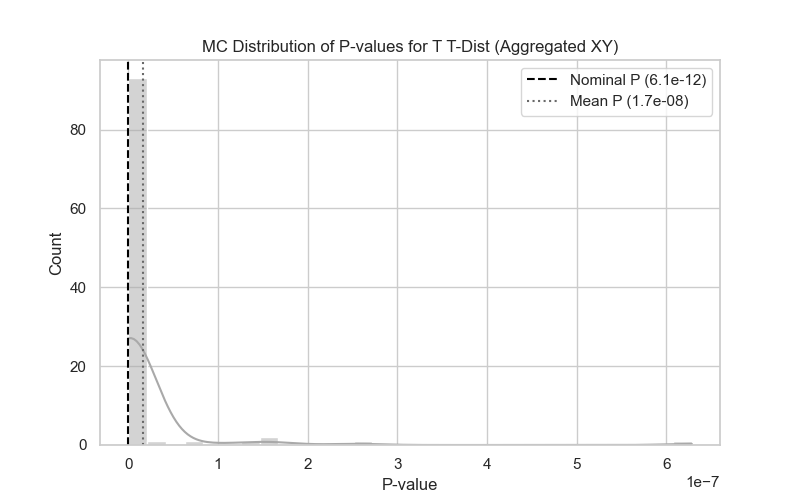 MC Distribution of P-values for T T-Dist (Aggregated XY)
Nominal P (6.1e-12)
Mean P (1.7e-08)
Count
80
60
40
20
0
0 1 2 3 4 5 6
1e−7
P-value